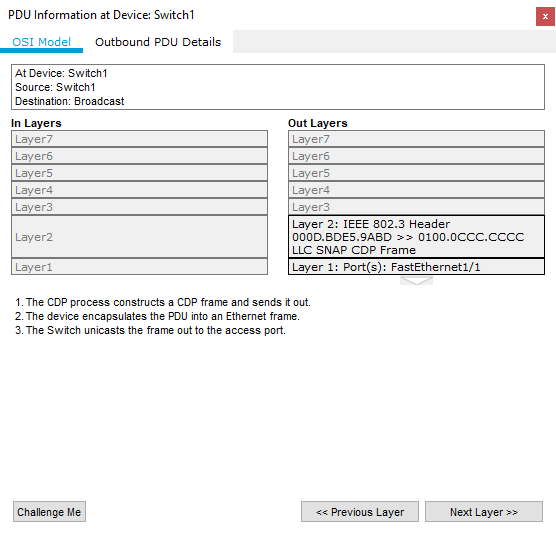 PDU Information at Device: Switch1
x
OSI Model
Outbound PDU Details
At Device: Switch1
Source: Switch1
Destination: Broadcast
In Layers
Layer7
Layer6
Layer5
Layer4
Layer3
Layer2
Layer1
Out Layers
Layer7
Layer6
Layer5
Layer4
Layer3
Layer 2: IEEE 802.3 Header
000D.BDE5.9ABD >> 0100.0CCC.CCCC
LLC SNAP CDP Frame
Layer 1: Port(s): FastEthernet1/1
1. The CDP process constructs a CDP frame and sends it out.
2. The device encapsulates the PDU into an Ethernet frame.
3. The Switch unicasts the frame out to the access port.
Challenge Me
<< Previous Layer
Next Layer >>